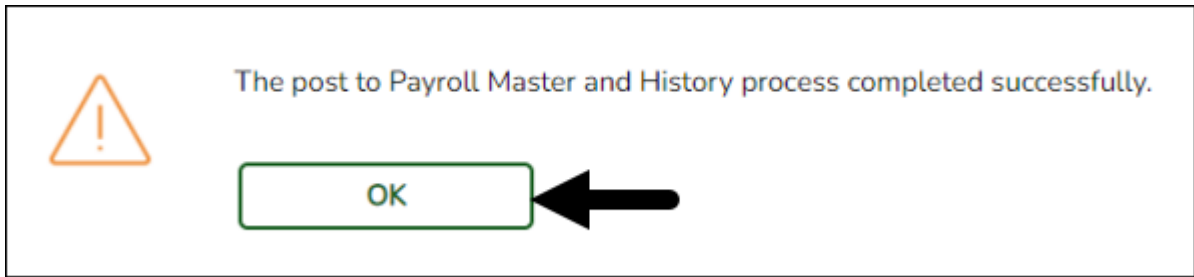 The post to Payroll Master and History process completed successfully.
OK